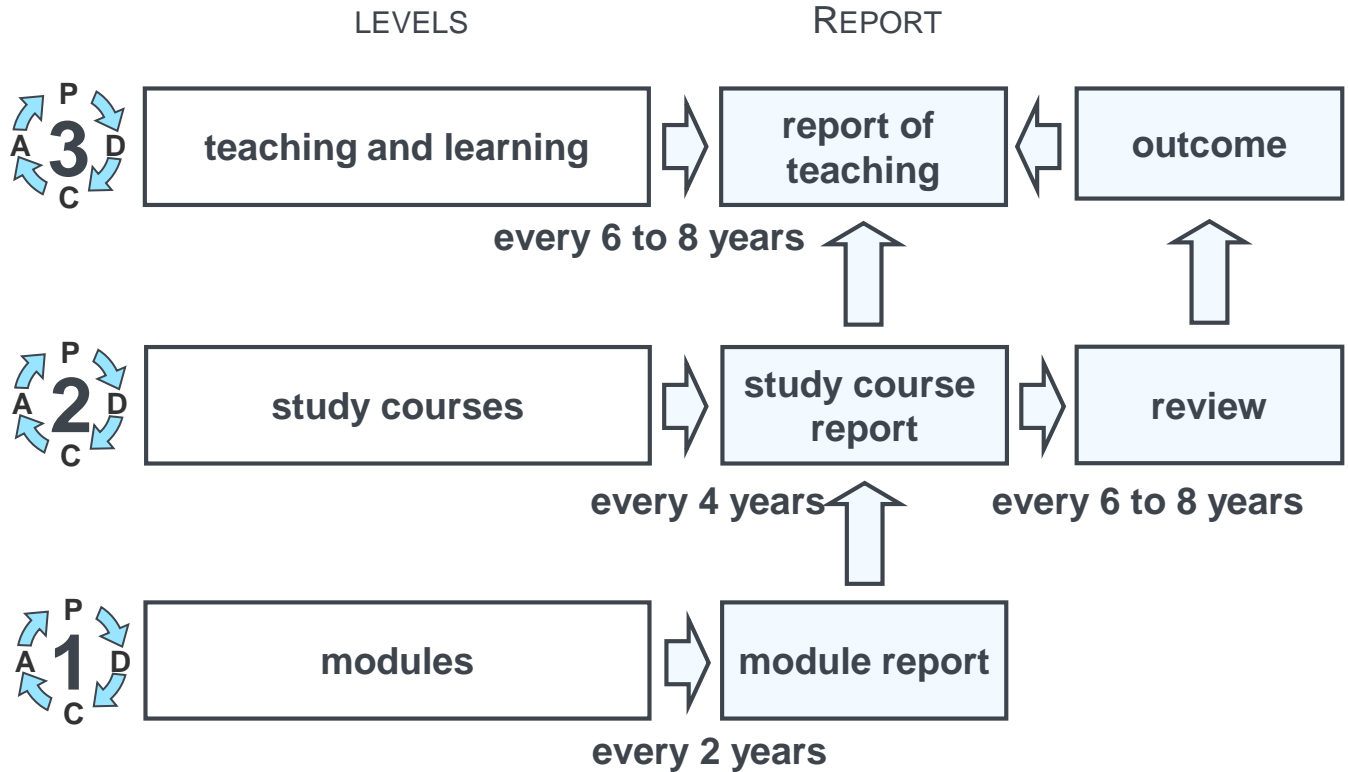 LEVELS
REPORT
P
A 3 D
C
teaching and learning
report of
teaching
outcome
every 6 to 8 years
P
A 2 D
C
study courses
study course
report
review
every 4 years
every 6 to 8 years
P
A 1 D
C
modules
module report
every 2 years